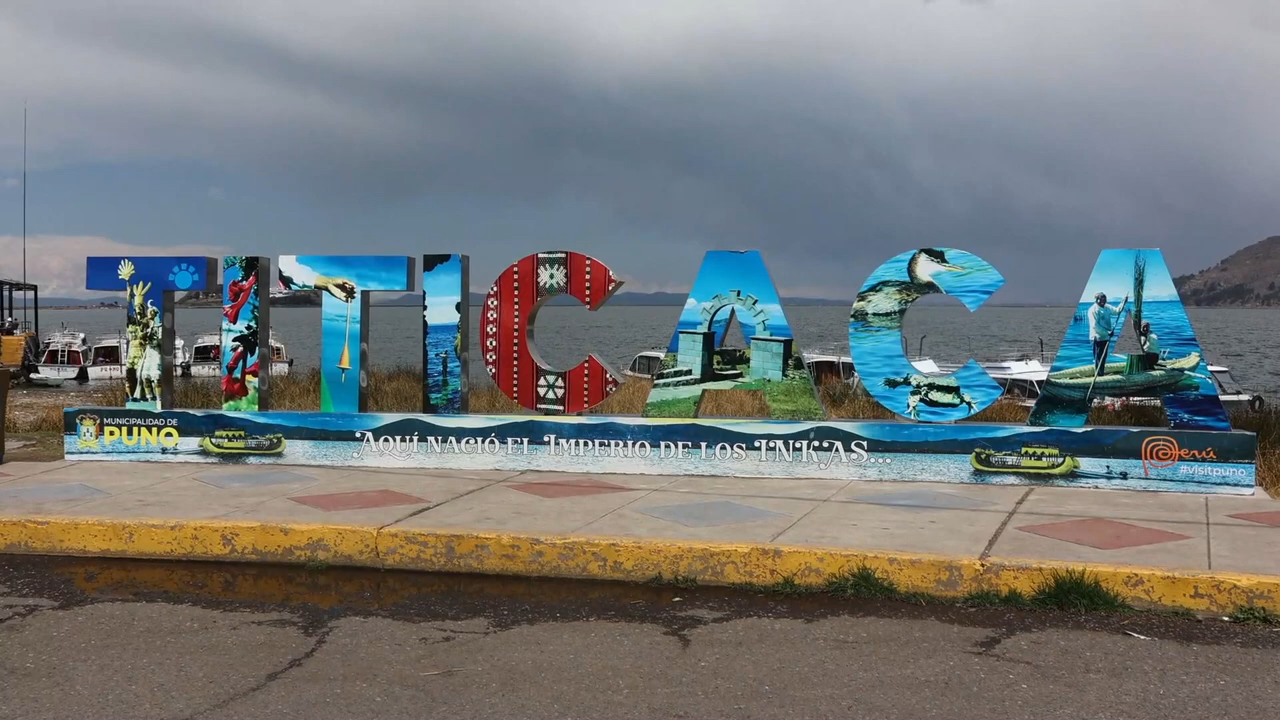 TITICACA
MUNICIPALIDAD DE
PUNO
AQUÍ NACIÓ EL IMPERIO DE LOS INKAS...
Perú
#visitpuno